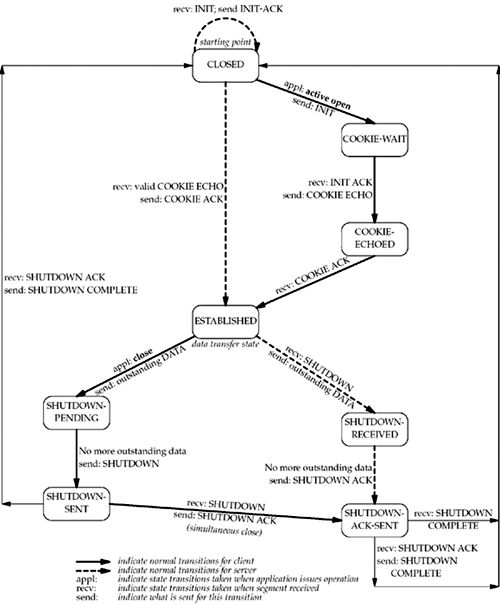 recv: INIT; send INIT-ACK
starting point
CLOSED
appl: active open
send: INIT
COOKIE-WAIT
recv: valid COOKIE ECHO
send: COOKIE ACK
recv: INIT ACK
send: COOKIE ECHO
COOKIE-
ECHOED
recv: COOKIE ACK
recv: SHUTDOWN ACK
send: SHUTDOWN COMPLETE
ESTABLISHED
data transfer state
appl: close
send: outstanding DATA
recv: SHUTDOWN
send: outstanding DATA
SHUTDOWN-
PENDING
SHUTDOWN-
RECEIVED
No more outstanding data
send: SHUTDOWN
No more outstanding data
send: SHUTDOWN ACK
SHUTDOWN-
SENT
recv: SHUTDOWN
send: SHUTDOWN ACK
(simultaneous close)
SHUTDOWN-
ACK-SENT
recv: SHUTDOWN
COMPLETE
recv: SHUTDOWN ACK
send: SHUTDOWN
COMPLETE
indicate normal transitions for client
indicate normal transitions for server
appl: indicate state transitions taken when application issues operation
recv: indicate state transitions taken when segment received
send: indicate what is sent for this transition